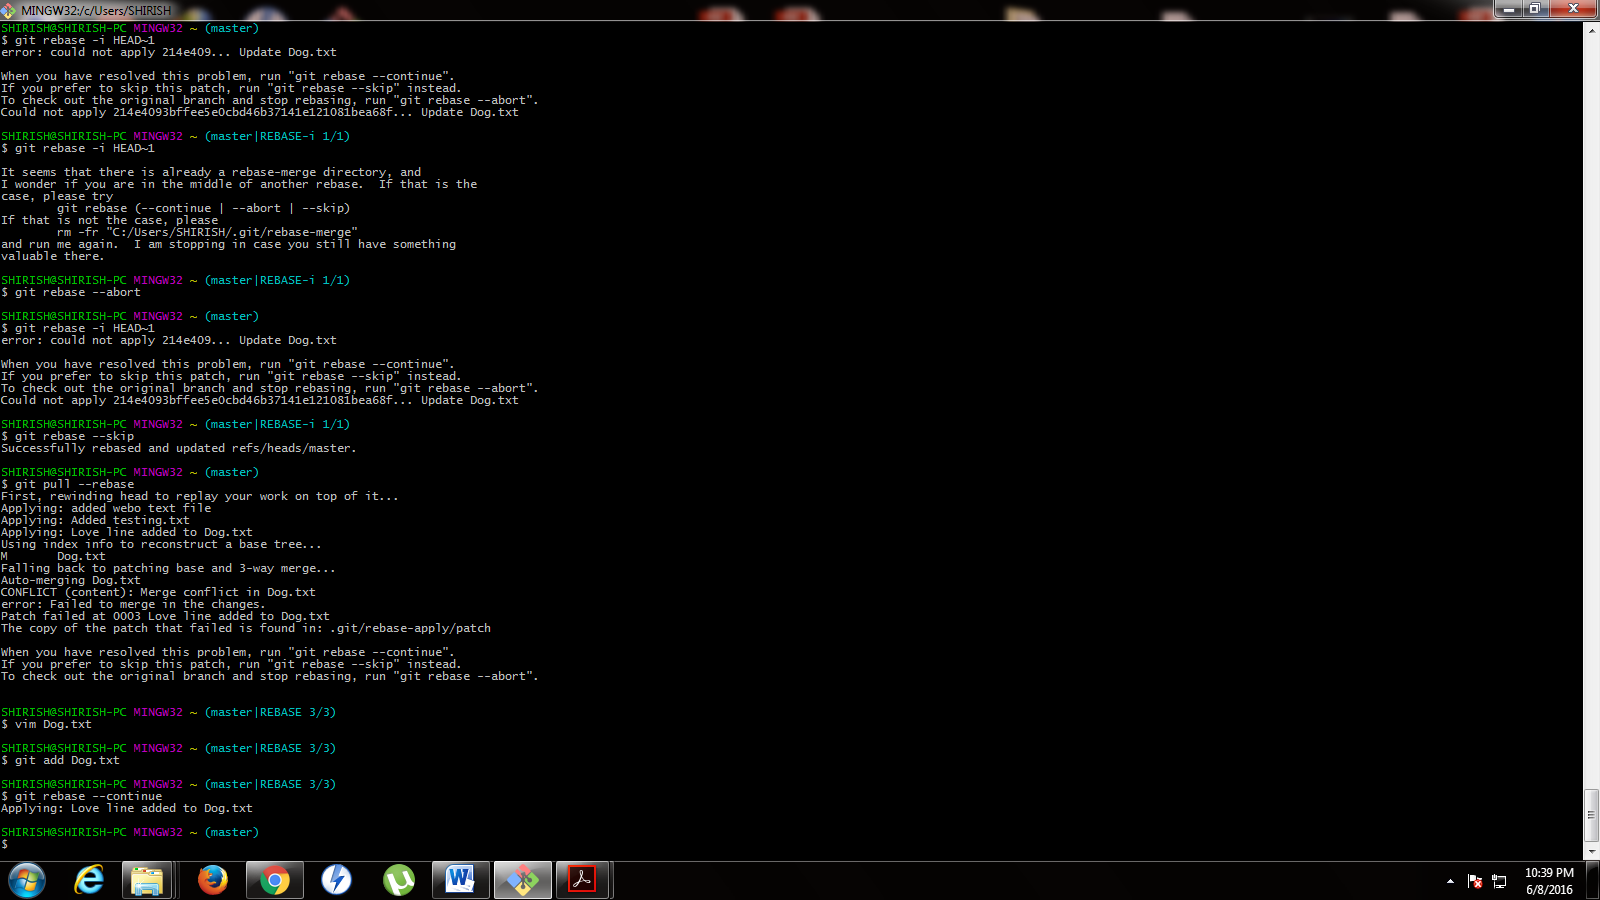 MINGW32:/c/Users/SHIRISH
SHIRISH@SHIRISH-PC MINGW32 ~ (master)
$ git rebase -i HEAD~1
error: could not apply 214e409... Update Dog.txt
When you have resolved this problem, run "git rebase --continue".
If you prefer to skip this patch, run "git rebase --skip" instead.
To check out the original branch and stop rebasing, run "git rebase --abort".
Could not apply 214e4093bffee5e0cbd46b37141e121081bea68f... Update Dog.txt
SHIRISH@SHIRISH-PC MINGW32 ~ (master|REBASE-i 1/1)
$ git rebase -i HEAD~1
It seems that there is already a rebase-merge directory, and
I wonder if you are in the middle of another rebase.  If that is the
case, please try
        git rebase (--continue | --abort | --skip)
If that is not the case, please
        rm -fr "C:/Users/SHIRISH/.git/rebase-merge"
and run me again.  I am stopping in case you still have something
valuable there.
SHIRISH@SHIRISH-PC MINGW32 ~ (master|REBASE-i 1/1)
$ git rebase --abort
SHIRISH@SHIRISH-PC MINGW32 ~ (master)
$ git rebase -i HEAD~1
error: could not apply 214e409... Update Dog.txt
When you have resolved this problem, run "git rebase --continue".
If you prefer to skip this patch, run "git rebase --skip" instead.
To check out the original branch and stop rebasing, run "git rebase --abort".
Could not apply 214e4093bffee5e0cbd46b37141e121081bea68f... Update Dog.txt
SHIRISH@SHIRISH-PC MINGW32 ~ (master|REBASE-i 1/1)
$ git rebase --skip
Successfully rebased and updated refs/heads/master.
SHIRISH@SHIRISH-PC MINGW32 ~ (master)
$ git pull --rebase
First, rewinding head to replay your work on top of it...
Applying: added webo text file
Applying: Added testing.txt
Applying: Love line added to Dog.txt
Using index info to reconstruct a base tree...
M       Dog.txt
Falling back to patching base and 3-way merge...
Auto-merging Dog.txt
CONFLICT (content): Merge conflict in Dog.txt
error: Failed to merge in the changes.
Patch failed at 0003 Love line added to Dog.txt
The copy of the patch that failed is found in: .git/rebase-apply/patch
When you have resolved this problem, run "git rebase --continue".
If you prefer to skip this patch, run "git rebase --skip" instead.
To check out the original branch and stop rebasing, run "git rebase --abort".
SHIRISH@SHIRISH-PC MINGW32 ~ (master|REBASE 3/3)
$ vim Dog.txt
SHIRISH@SHIRISH-PC MINGW32 ~ (master|REBASE 3/3)
$ git add Dog.txt
SHIRISH@SHIRISH-PC MINGW32 ~ (master|REBASE 3/3)
$ git rebase --continue
Applying: Love line added to Dog.txt
SHIRISH@SHIRISH-PC MINGW32 ~ (master)
$
10:39 PM
6/8/2016